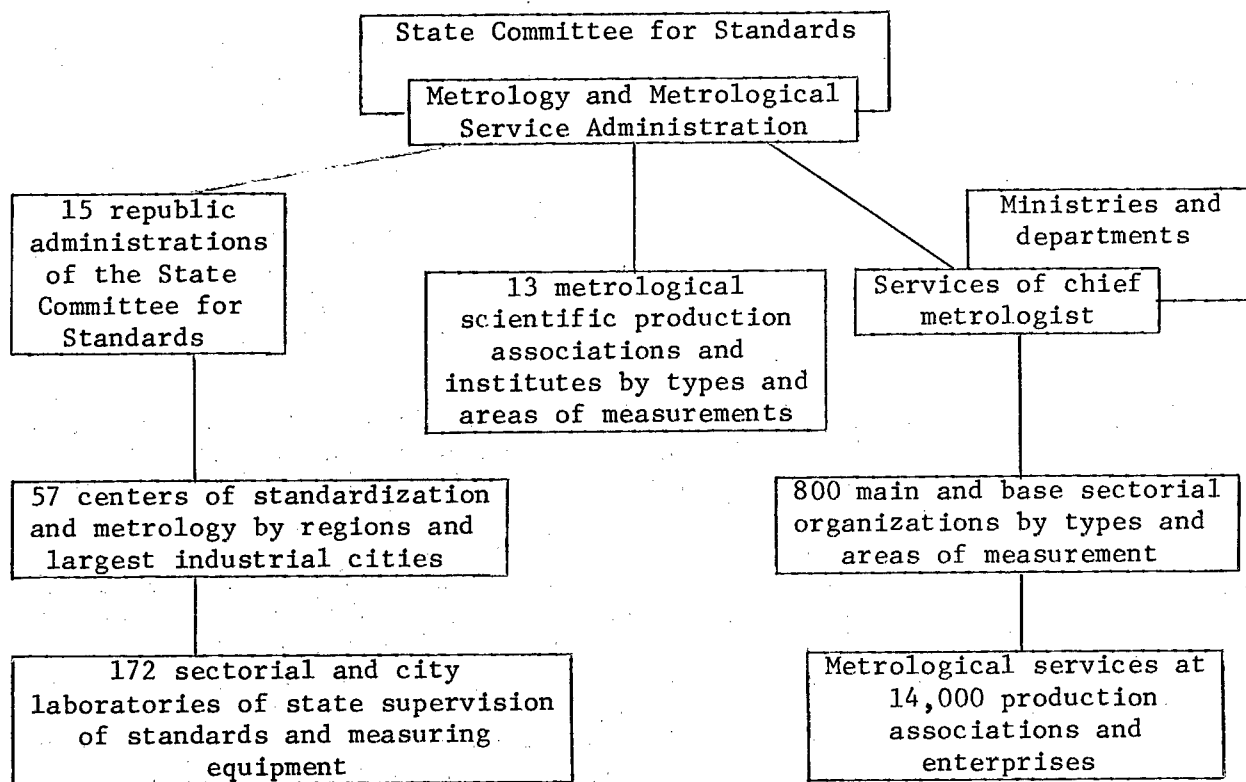 State Committee for Standards
Metrology and Metrological
Service Administration
15 republic
administrations
of the State
Committee for
Standards
13 metrological
scientific production
associations and
institutes by types and
areas of measurements
Ministries and
departments
Services of chief
metrologist
57 centers of standardization
and metrology by regions and
largest industrial cities
800 main and base sectorial
organizations by types and
areas of measurement
172 sectorial and city
laboratories of state supervision
of standards and measuring
equipment
Metrological services at
14,000 production
associations and
enterprises